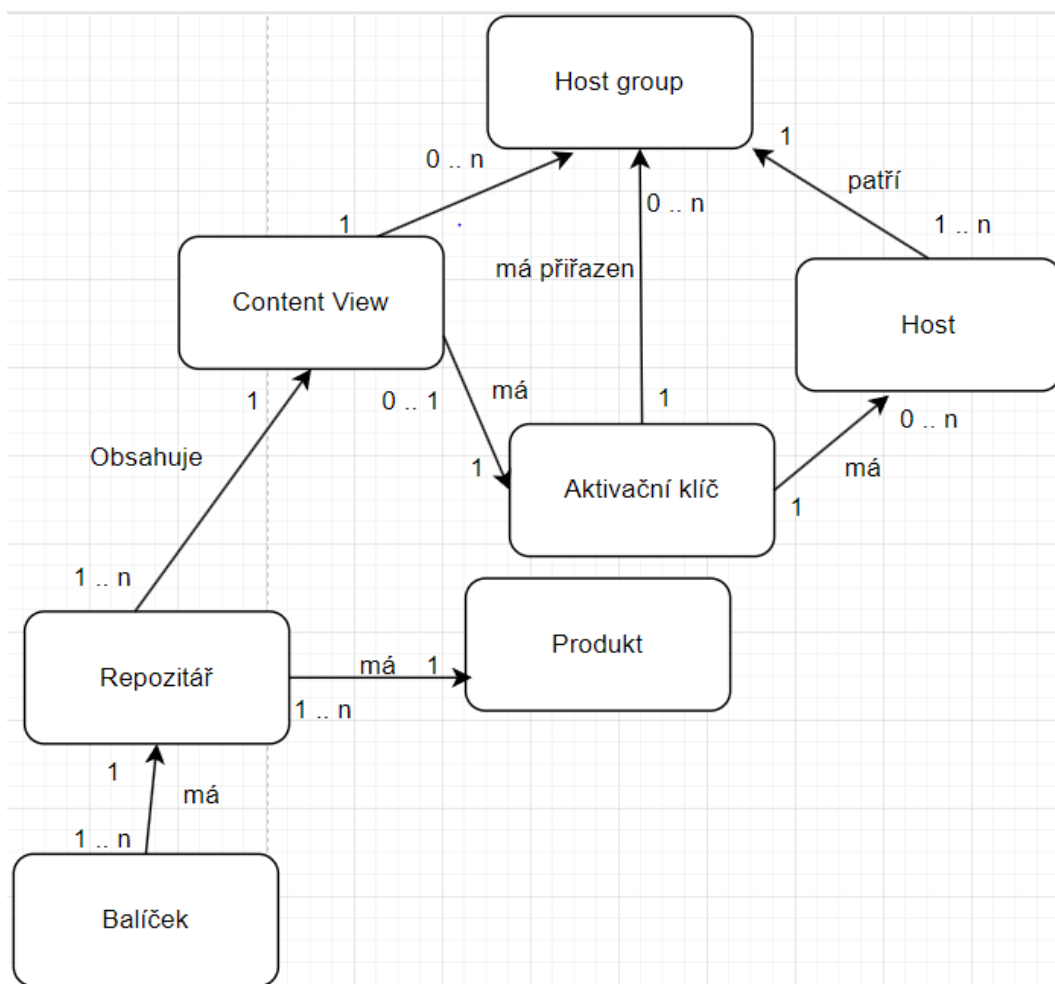 Host group
0 .. n
1
patří
1
0 .. n
1 .. n
má přiřazen
Content View
Host
1
0 .. 1
má
1
0 .. n
Obsahuje
1
Aktivační klíč
má
1
1 .. n
Produkt
Repozitář
má
1
1 .. n
1
má
1 .. n
Balíček